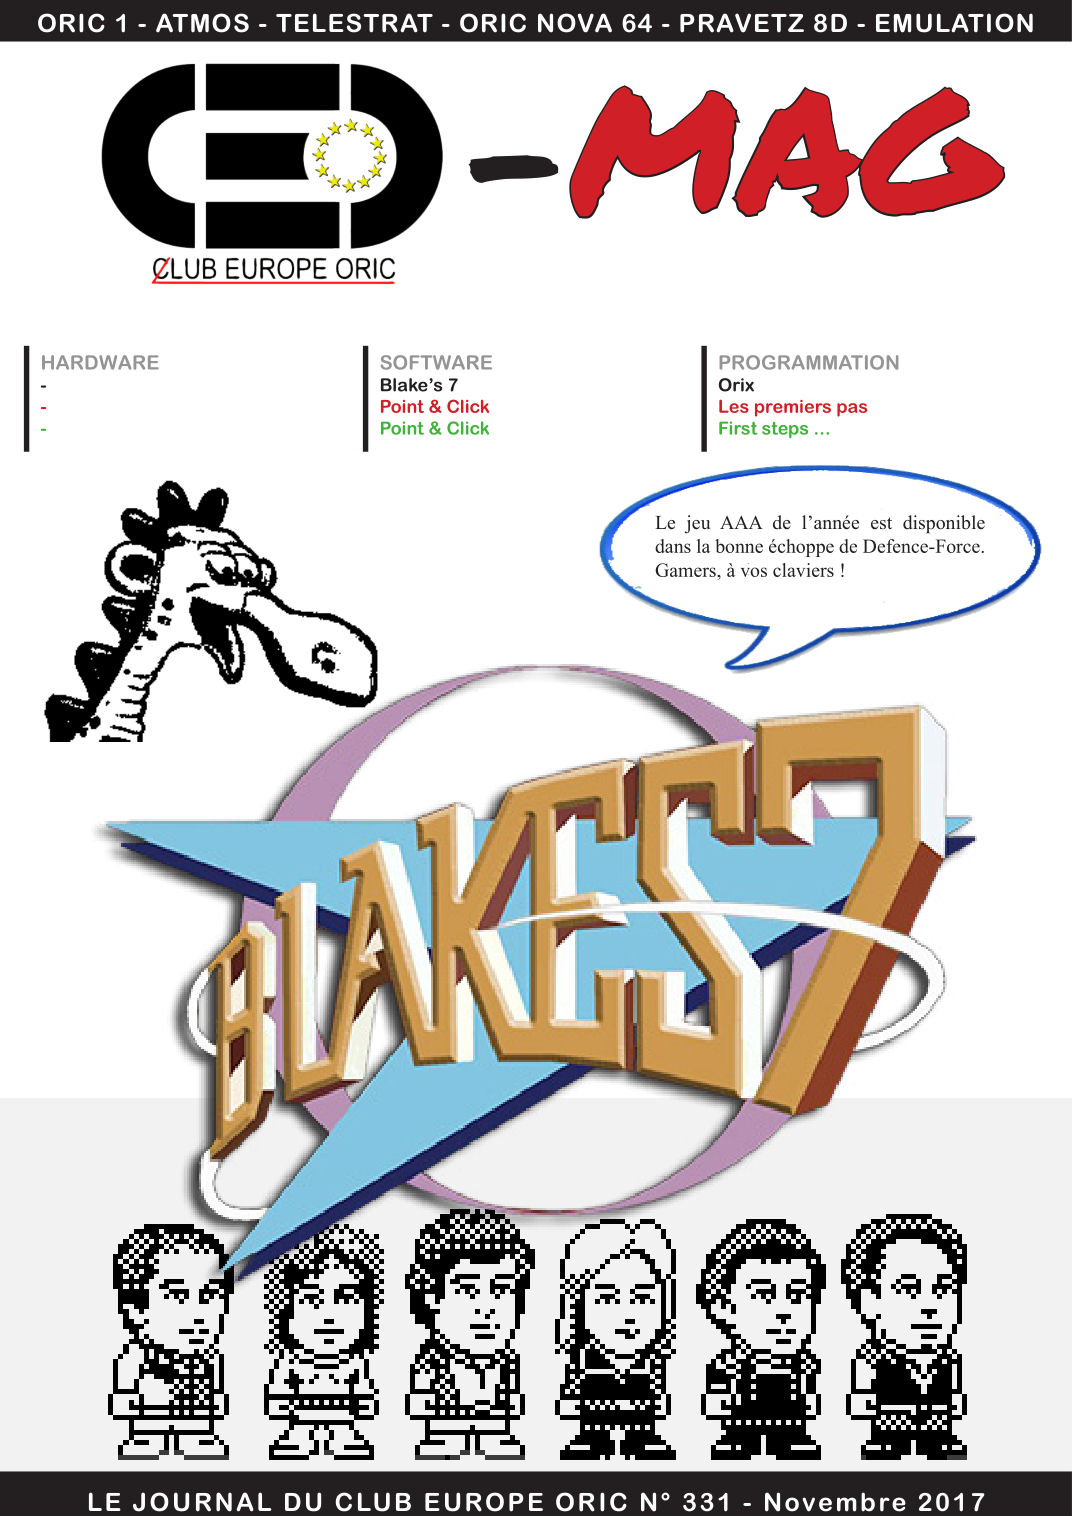 ORIC 1 - ATMOS - TELESTRAT - ORIC NOVA 64 - PRAVETZ 8D - EMULATION
CEO -MAG
CLUB EUROPE ORIC
HARDWARE
-
-
-
SOFTWARE
Blake’s 7
Point & Click
Point & Click
PROGRAMMATION
Orix
Les premiers pas
First steps ...
Le jeu AAA de l’année est disponible
dans la bonne échoppe de Defence-Force.
Gamers, à vos claviers !
BLAKES 7
LE JOURNAL DU CLUB EUROPE ORIC N° 331 - Novembre 2017